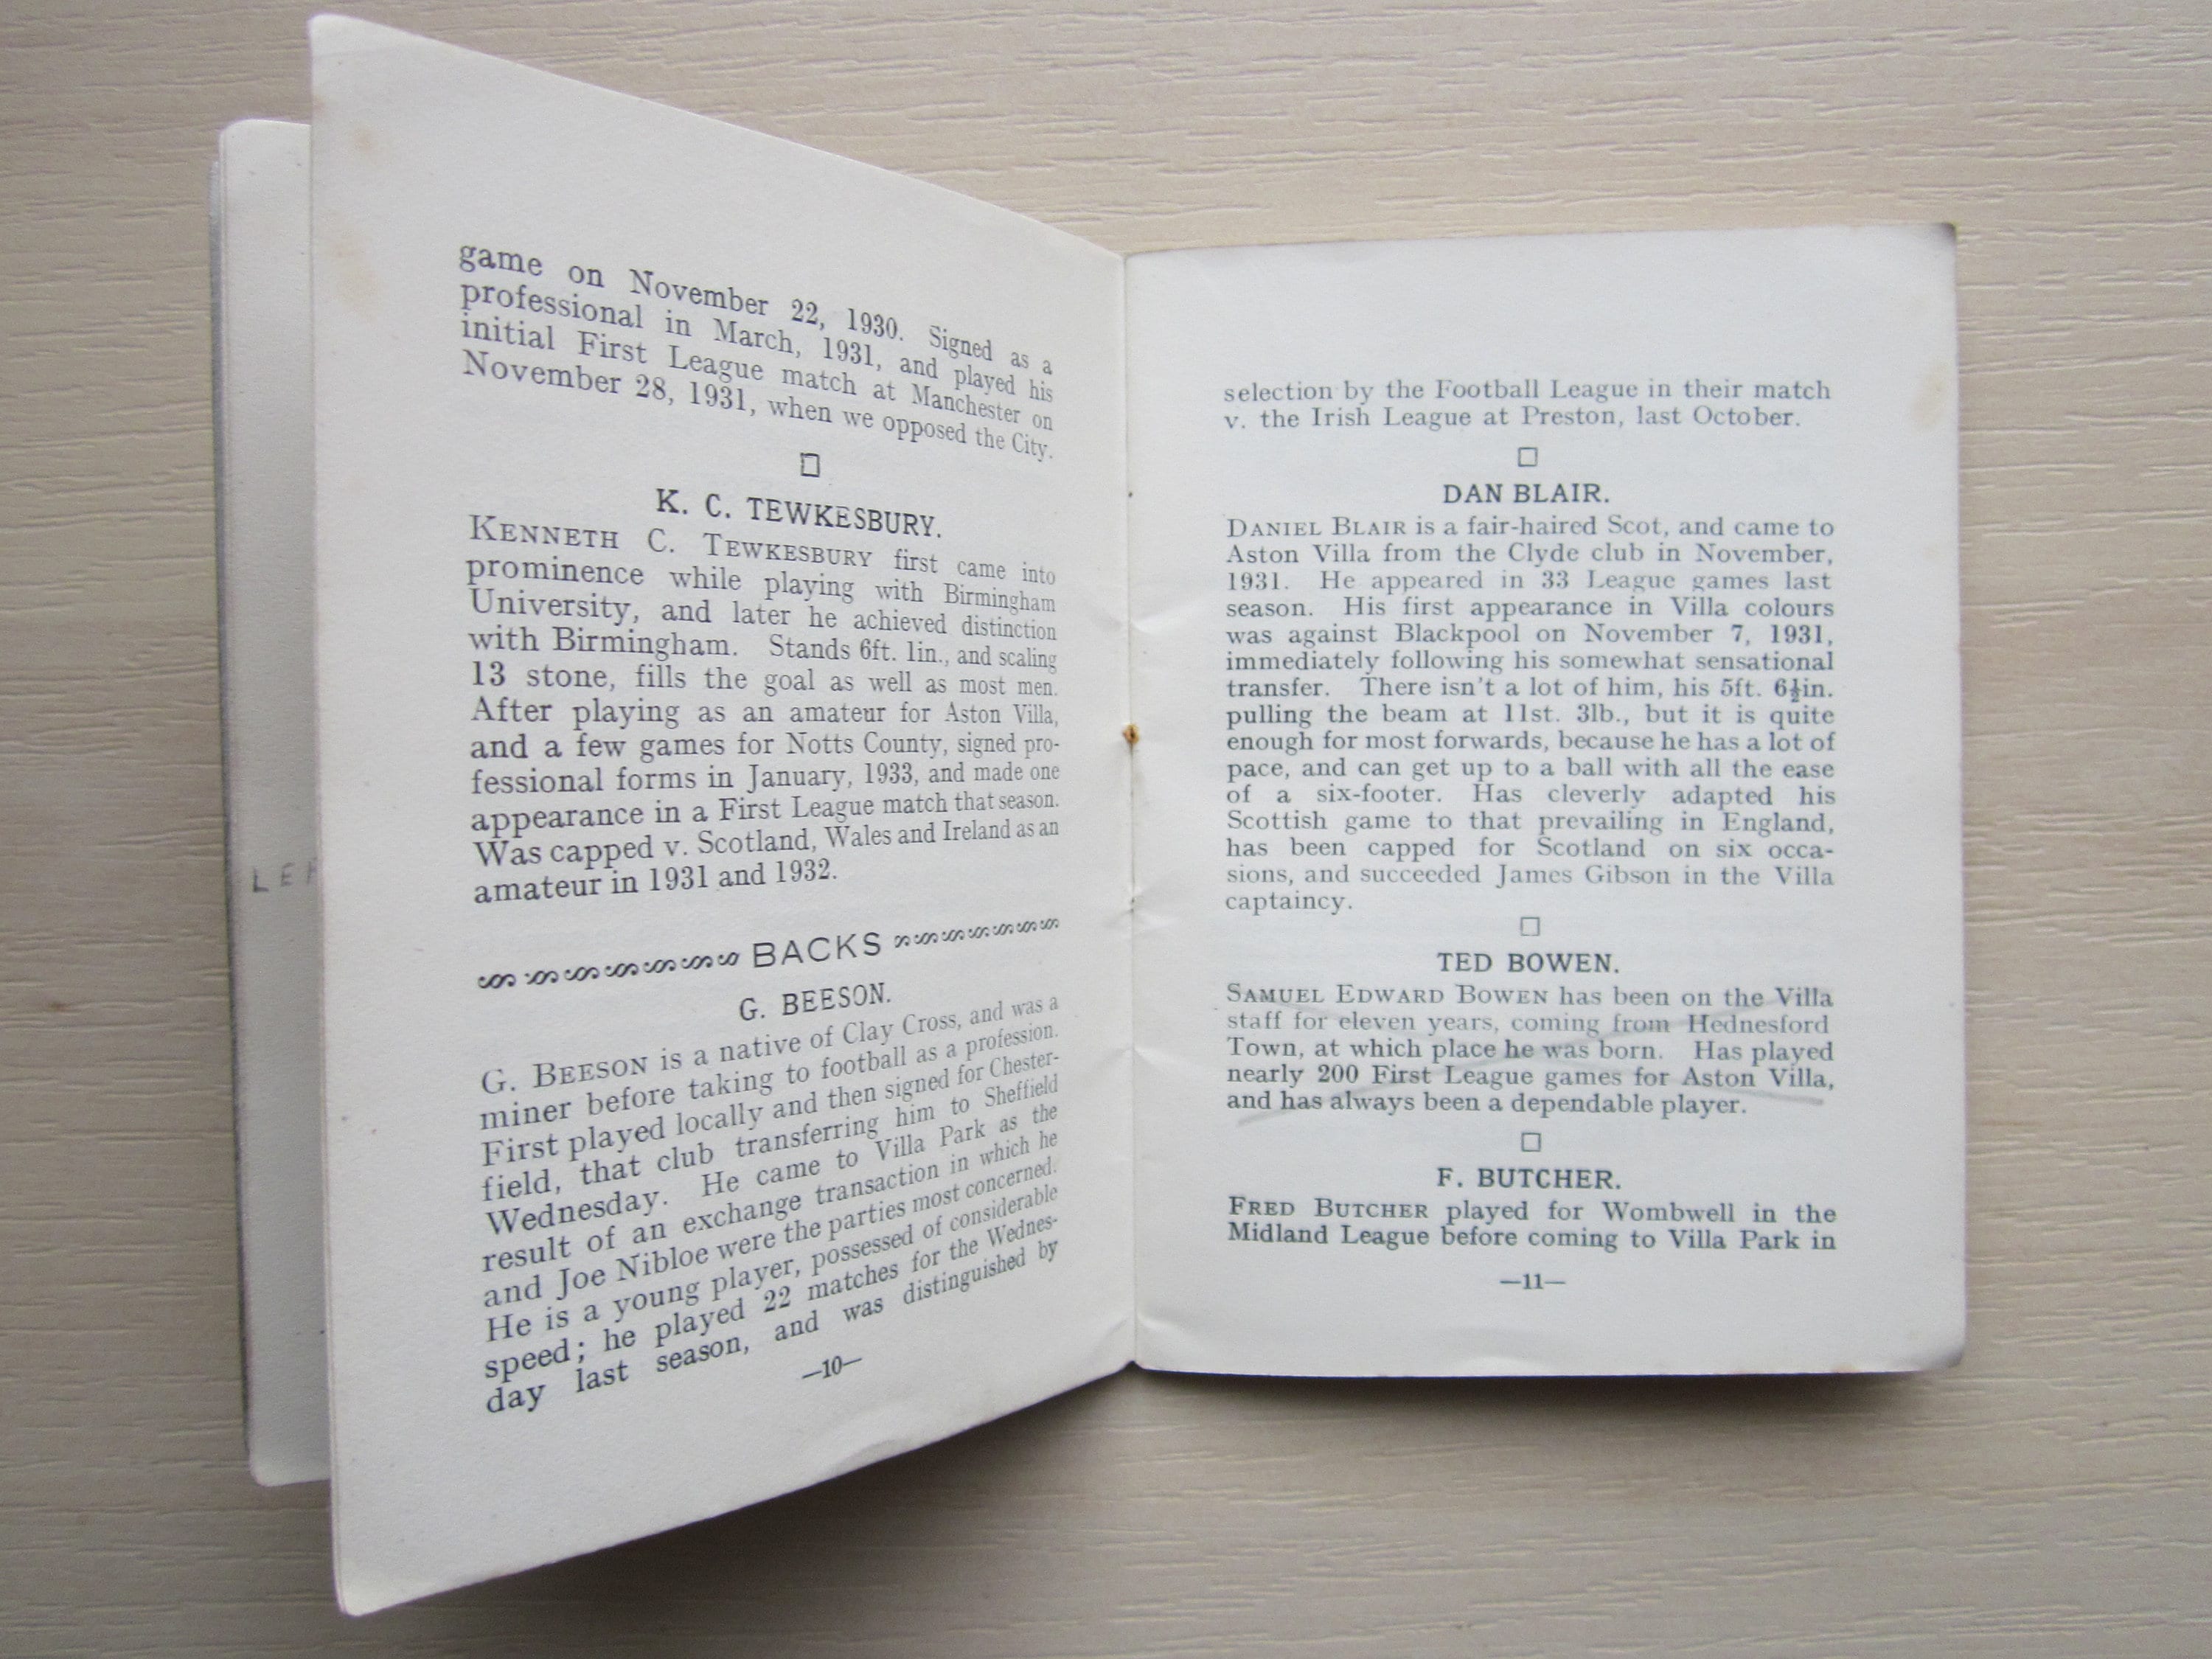 game on November 22, 1930. Signed as a
professional in March, 1931, and played his
initial First League match at Manchester on
November 28, 1931, when we opposed the City.
K. C. TEWKESBURY.
KENNETH C. TEWKESBURY first came into
prominence while playing with Birmingham
University, and later he achieved distinction
with Birmingham. Stands 6ft. 1in., and scaling
13 stone, fills the goal as well as most men.
After playing as an amateur for Aston Villa,
and a few games for Notts County, signed pro-
fessional forms in January, 1933, and made one
appearance in a First League match that season.
Was capped v. Scotland, Wales and Ireland as an
amateur in 1931 and 1932.
BACKS
G. BEESON.
G. BEESON is a native of Clay Cross, and was a
miner before taking to football as a profession.
First played locally and then signed for Chester-
field, that club transferring him to Sheffield
Wednesday. He came to Villa Park as the
result of an exchange transaction in which he
and Joe Nibloe were the parties most concerned.
He is a young player, possessed of considerable
speed; he played 22 matches for the Wednes-
day last season, and was distinguished by
—10—
selection by the Football League in their match
v. the Irish League at Preston, last October.
DAN BLAIR.
DANIEL BLAIR is a fair-haired Scot, and came to
Aston Villa from the Clyde club in November,
1931. He appeared in 33 League games last
season. His first appearance in Villa colours
was against Blackpool on November 7, 1931,
immediately following his somewhat sensational
transfer. There isn't a lot of him, his 5ft. 6½in.
pulling the beam at 11st. 3lb., but it is quite
enough for most forwards, because he has a lot of
pace, and can get up to a ball with all the ease
of a six-footer. Has cleverly adapted his
Scottish game to that prevailing in England,
has been capped for Scotland on six occa-
sions, and succeeded James Gibson in the Villa
captaincy.
TED BOWEN.
SAMUEL EDWARD BOWEN has been on the Villa
staff for eleven years, coming from Hednesford
Town, at which place he was born. Has played
nearly 200 First League games for Aston Villa,
and has always been a dependable player.
F. BUTCHER.
FRED BUTCHER played for Wombwell in the
Midland League before coming to Villa Park in
—11—